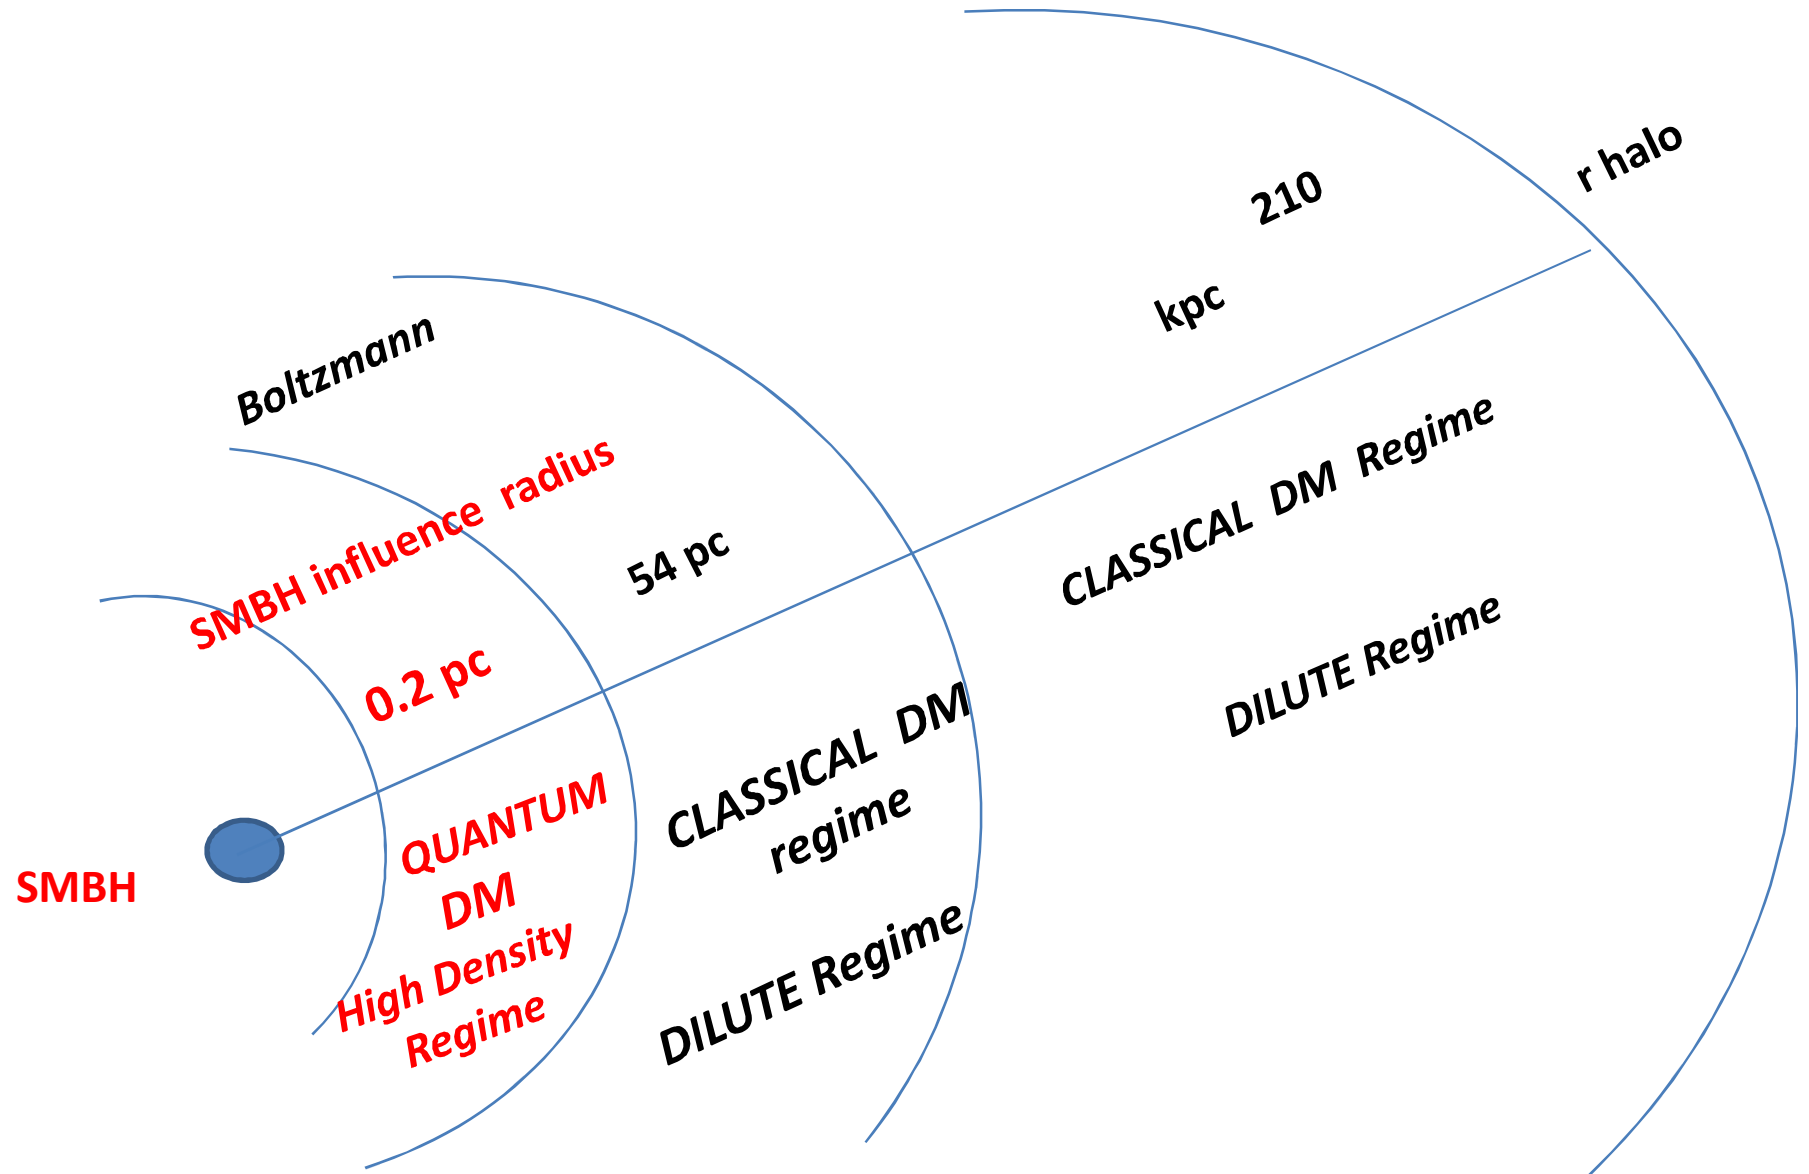 r halo
210
kpc
Boltzmann
SMBH influence radius
54 pc
0.2 pc
CLASSICAL DM Regime
DILUTE Regime
CLASSICAL DM
regime
DILUTE Regime
QUANTUM
DM
High Density
Regime
SMBH